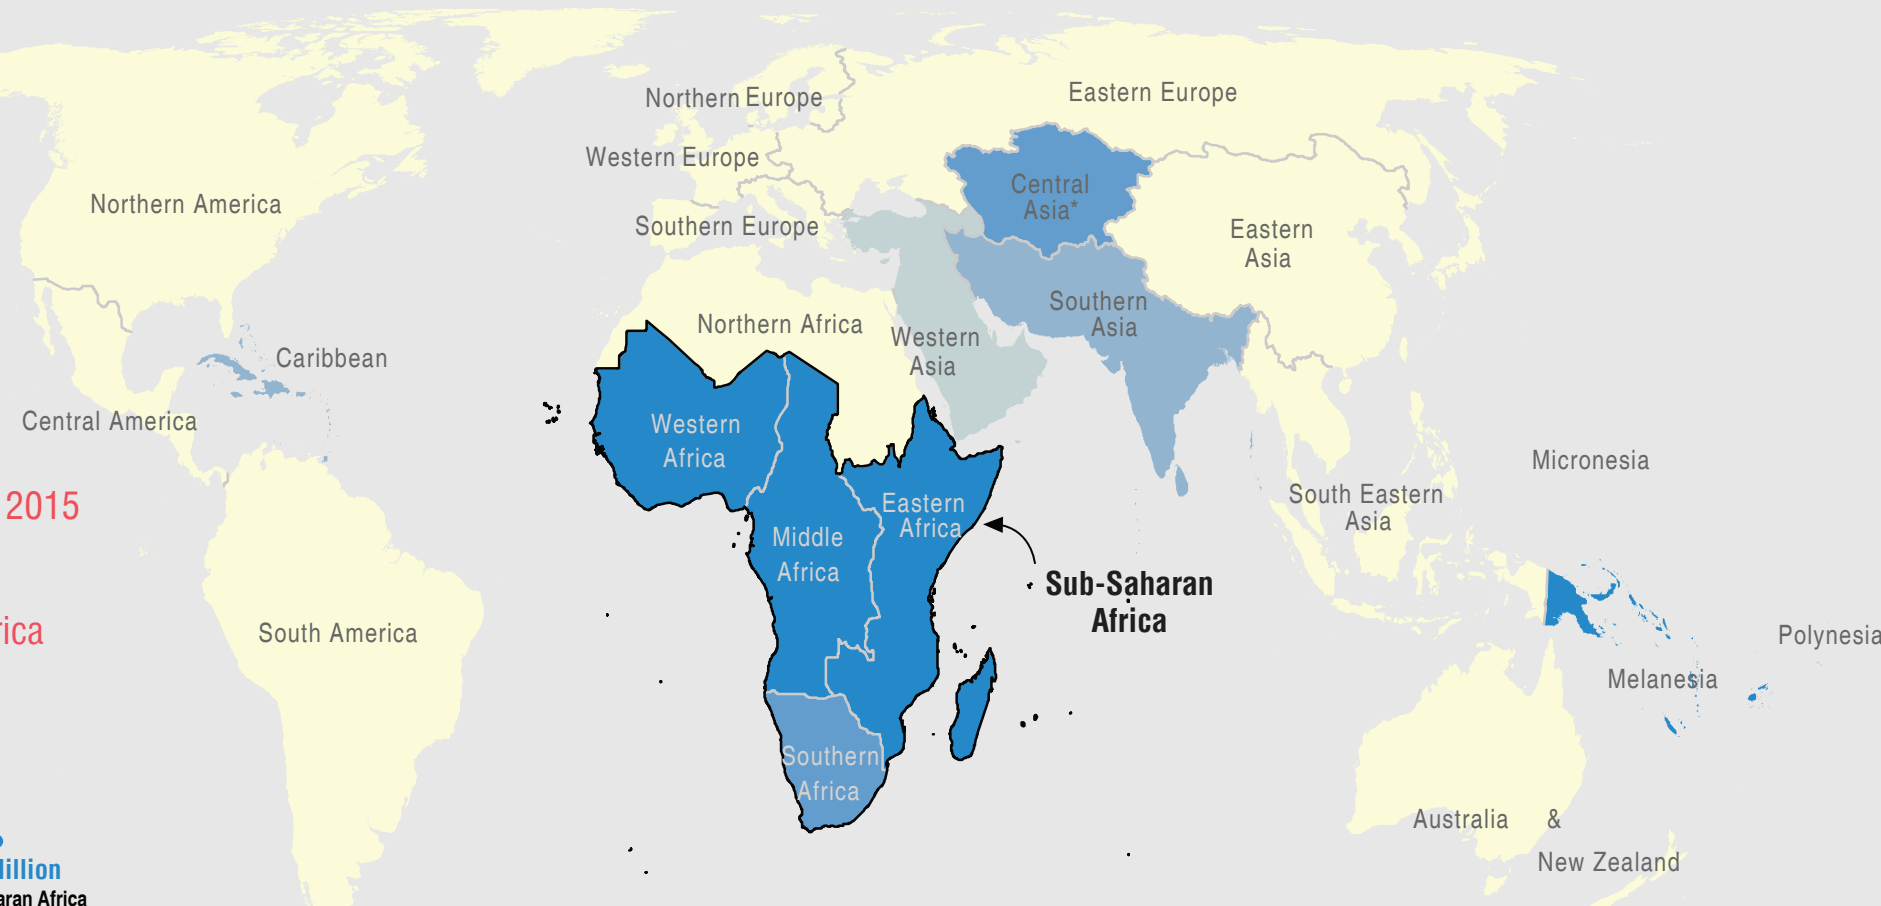 Northern Europe
Eastern Europe
Western Europe
Northern America
Southern Europe
Central
Asia*
Eastern
Asia
Southern
Asia
Northern Africa
Western
Asia
Caribbean
Central America
Western
Africa
Micronesia
2015
Eastern
Africa
South Eastern
Asia
Middle
Africa
Sub-Saharan
Africa
South America
Polynesia
Melanesia
Southern
Africa
Australia &
New Zealand
Africa